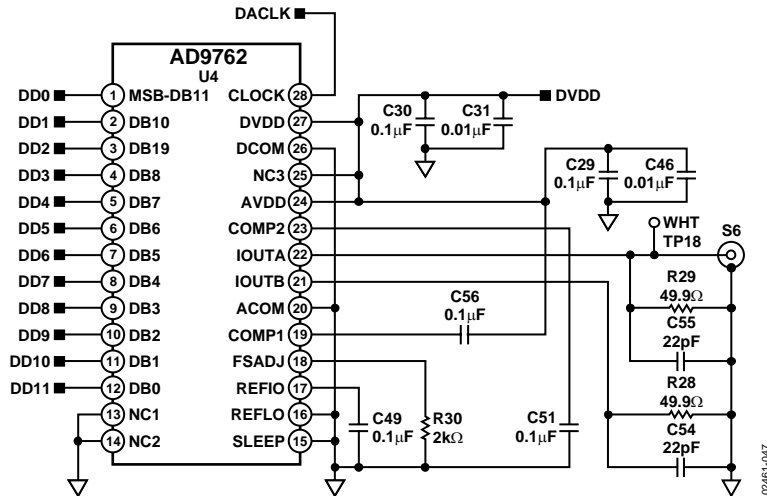 DACLK
AD9762
U4
DD0 1 MSB-DB11 CLOCK 28
DD1 2 DB10 DVDD 27
DD2 3 DB19 DCOM 26
DD3 4 DB8 NC3 25
DD4 5 DB7 AVDD 24
DD5 6 DB6 COMP2 23
DD6 7 DB5 IOUTA 22
DD7 8 DB4 IOUTB 21
DD8 9 DB3 ACOM 20
DD9 10 DB2 COMP1 19
DD10 11 DB1 FSADJ 18
DD11 12 DB0 REFIO 17
13 NC1 REFLO 16
14 NC2 SLEEP 15
DVDD
C30
0.1µF
C31
0.01µF
C29
0.1µF
C46
0.01µF
WHT
TP18
S6
R29
49.9Ω
C55
22pF
R28
49.9Ω
C54
22pF
C56
0.1µF
C49
0.1µF
R30
2kΩ
C51
0.1µF
02461-047